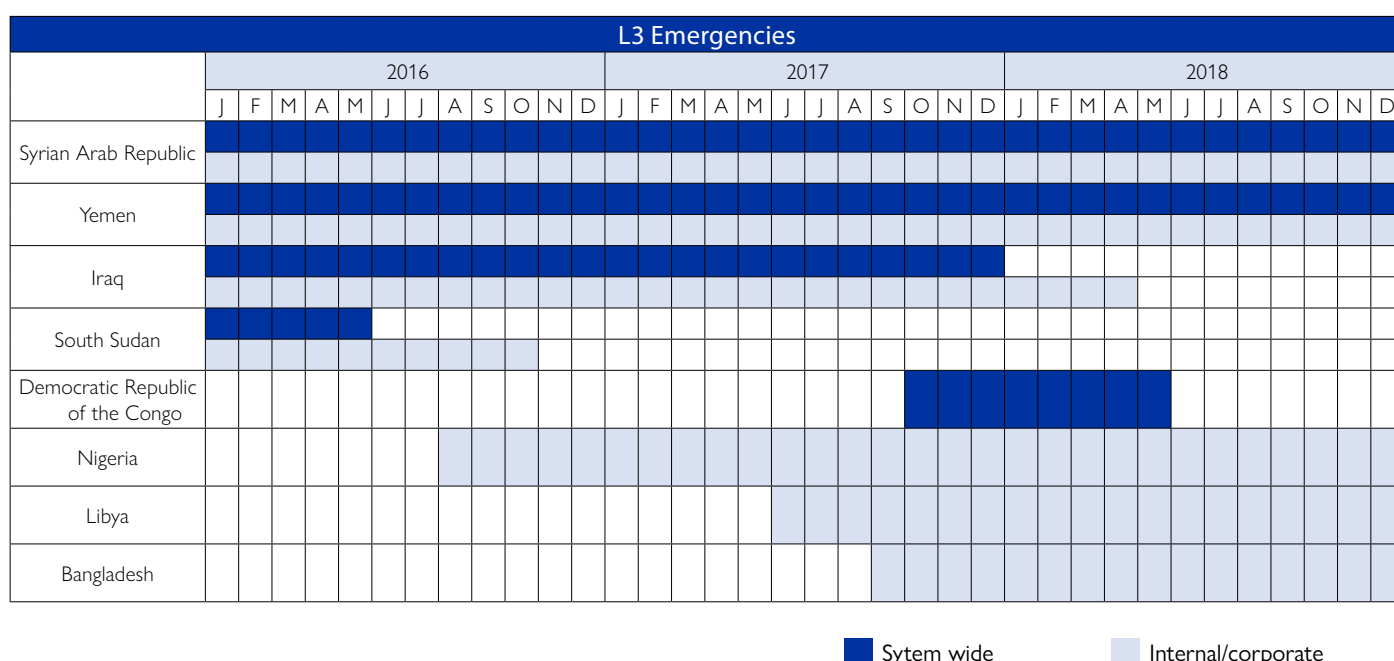 L3 Emergencies
2016 2017 2018
J F M A M J J A S O N D J F M A M J J A S O N D J F M A M J J A S O N D
Syrian Arab Republic
Yemen
Iraq
South Sudan
Democratic Republic
of the Congo
Nigeria
Libya
Bangladesh
Sytem wide Internal/corporate